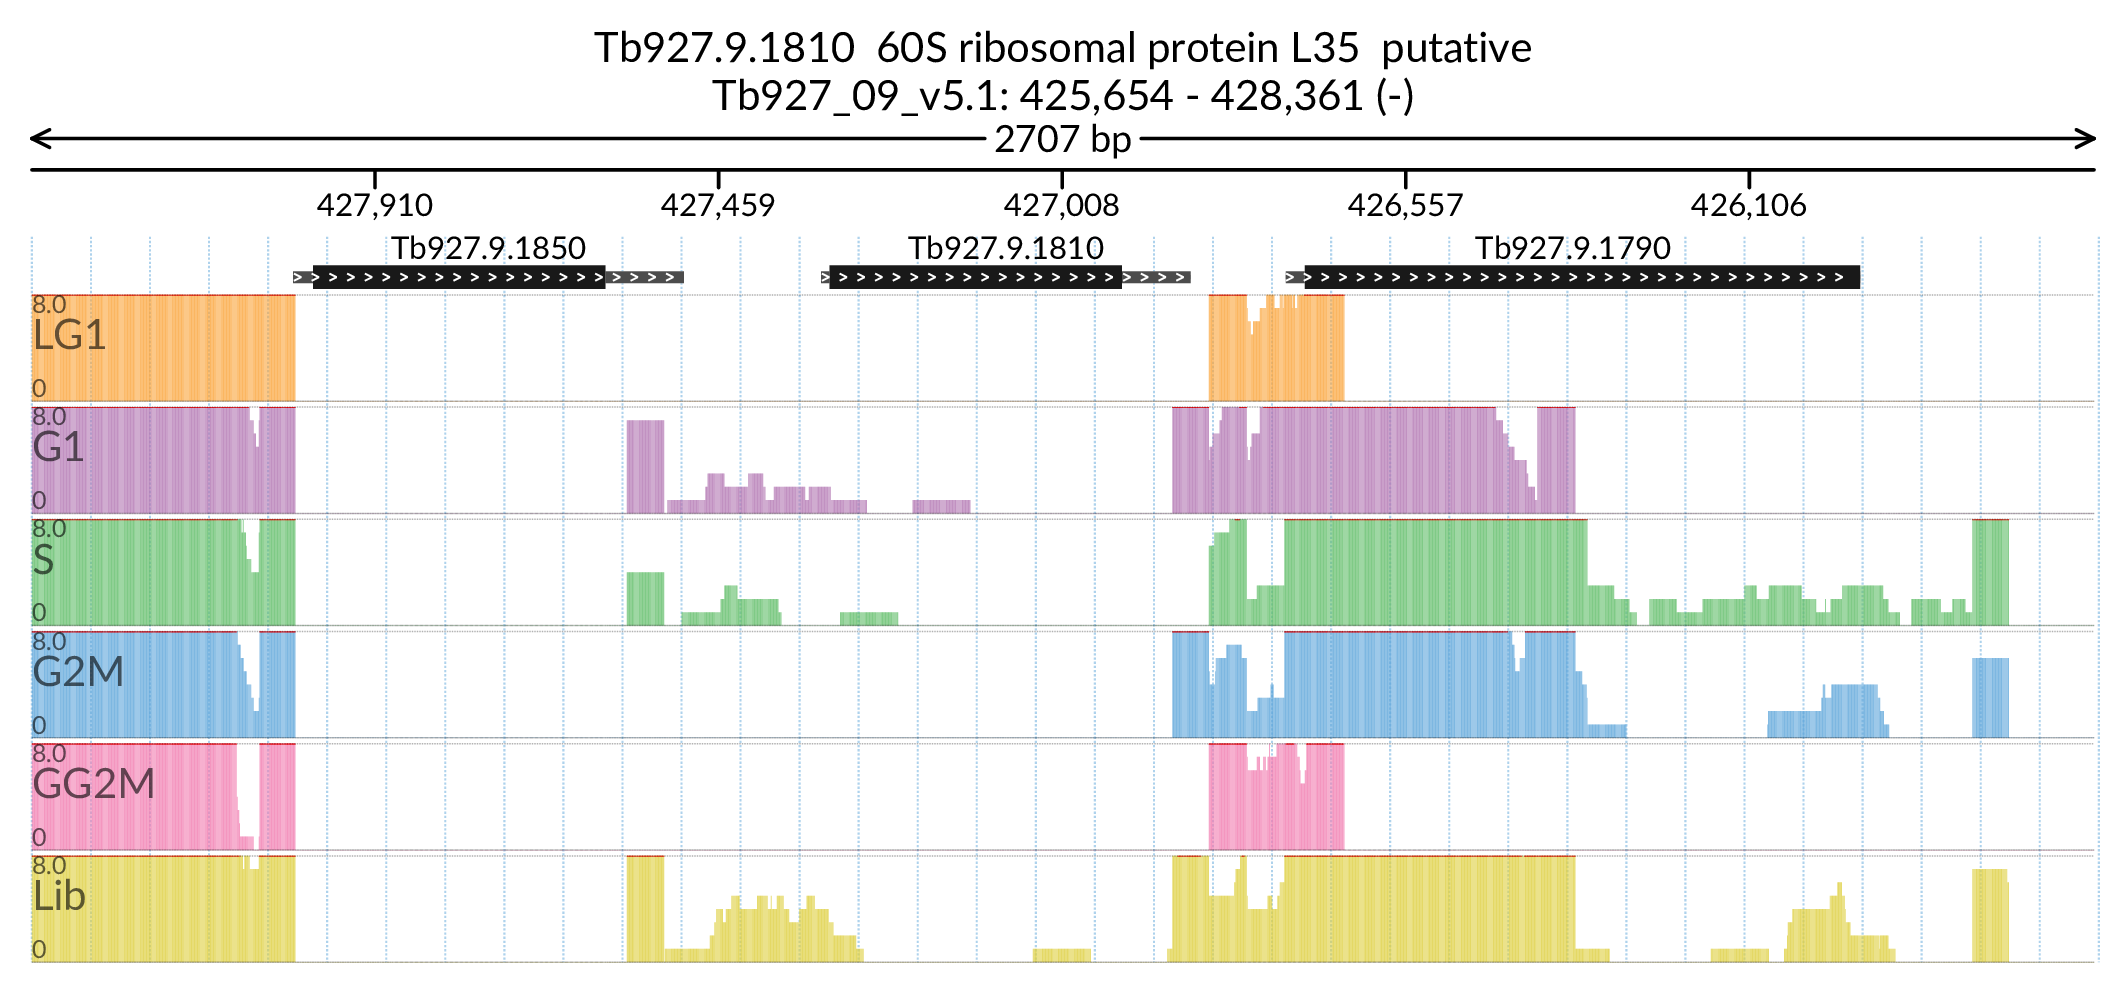 Tb927.9.1810  60S ribosomal protein L35  putative
Tb927_09_v5.1: 425,654 - 428,361 (-)
2707 bp
427,910 427,459 427,008 426,557 426,106
Tb927.9.1850 Tb927.9.1810 Tb927.9.1790
8.0
LG1
0
8.0
G1
0
8.0
S
0
8.0
G2M
0
8.0
GG2M
0
8.0
Lib
0